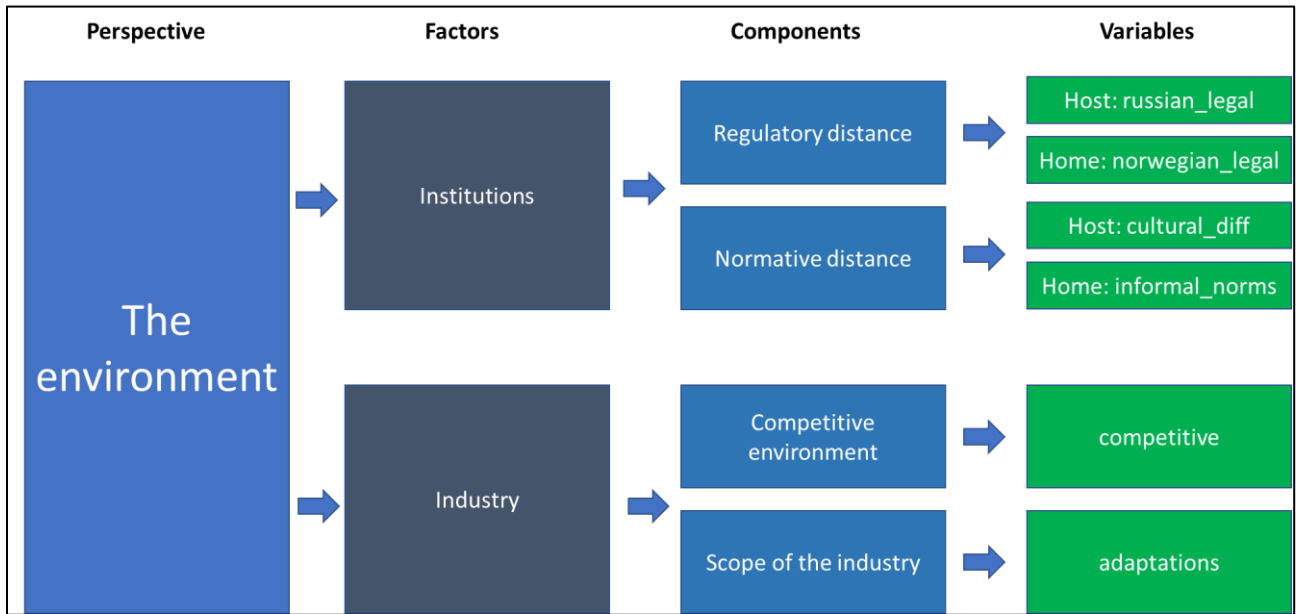 Perspective
Factors
Components
Variables
The
environment
Institutions
Regulatory distance
Host: russian_legal
Home: norwegian_legal
Normative distance
Host: cultural_diff
Home: informal_norms
Industry
Competitive
environment
competitive
Scope of the industry
adaptations